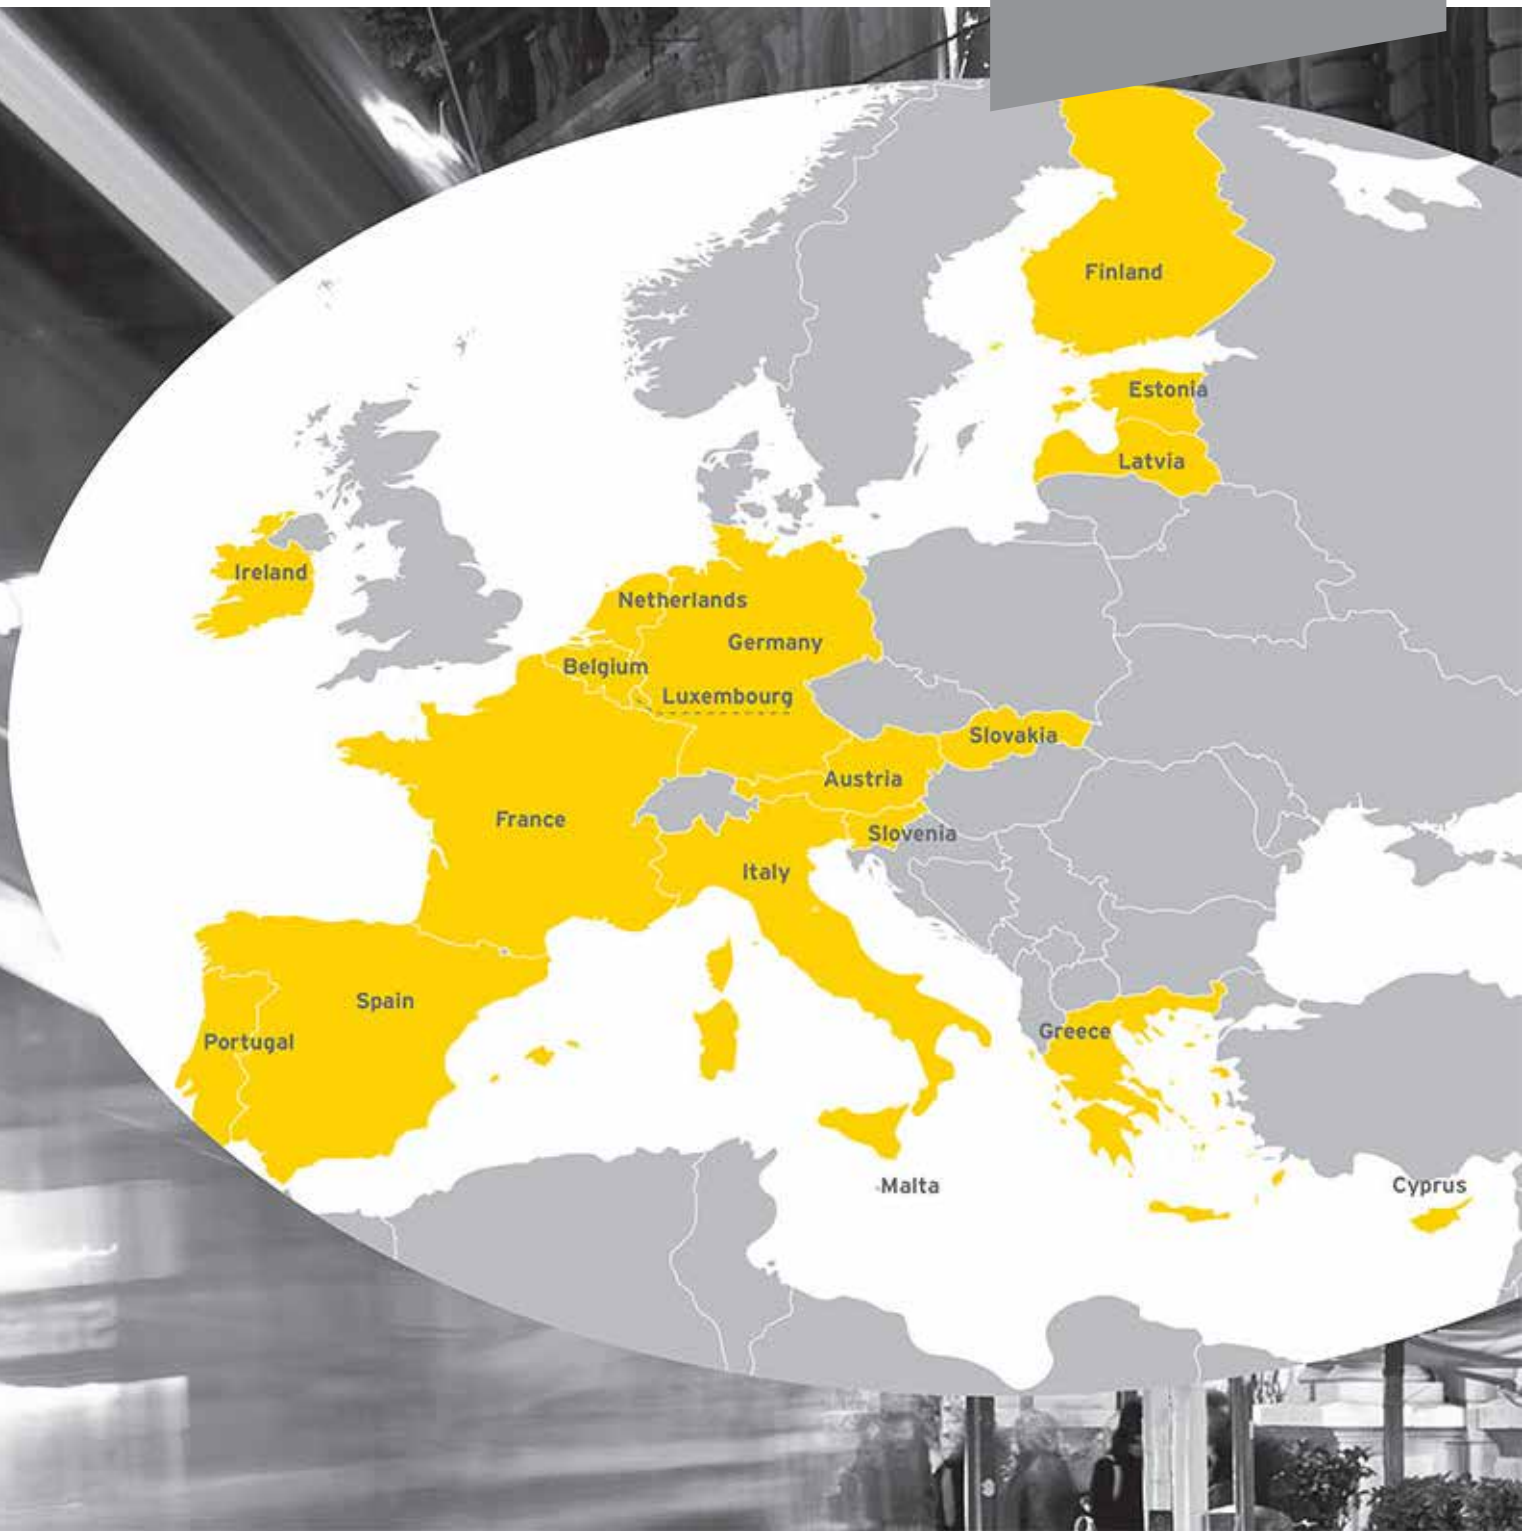 Finland
Estonia
Latvia
Ireland
Netherlands
Germany
Belgium
Luxembourg
Slovakia
Austria
France
Slovenia
Italy
Spain
Greece
Portugal
Malta
Cyprus